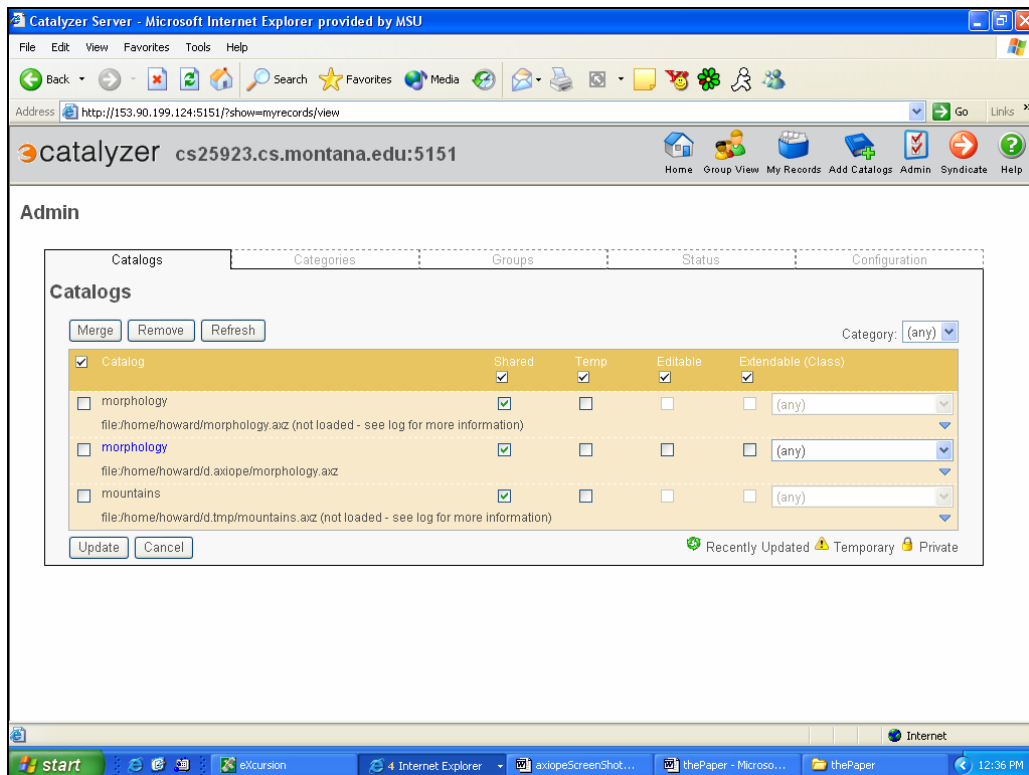 Catalyzer Server - Microsoft Internet Explorer provided by MSU
File Edit View Favorites Tools Help
Back Search Favorites Media
Address http://153.90.199.124:5151/?show=myrecords/view Go Links »
catalyzer cs25923.cs.montana.edu:5151
Home Group View My Records Add Catalogs Admin Syndicate Help
Admin
Catalogs Categories Groups Status Configuration
Catalogs
Merge Remove Refresh Category: (any)
Catalog Shared Temp Editable Extendable (Class)
morphology (any)
file:/home/howard/morphology.axz (not loaded - see log for more information)
morphology (any)
file:/home/howard/d.axiope/morphology.axz
mountains (any)
file:/home/howard/d.tmp/mountains.axz (not loaded - see log for more information)
Update Cancel Recently Updated Temporary Private
Internet
start eXcursion 4 Internet Explorer axiopeScreenShot... thePaper - Microso... thePaper 12:36 PM